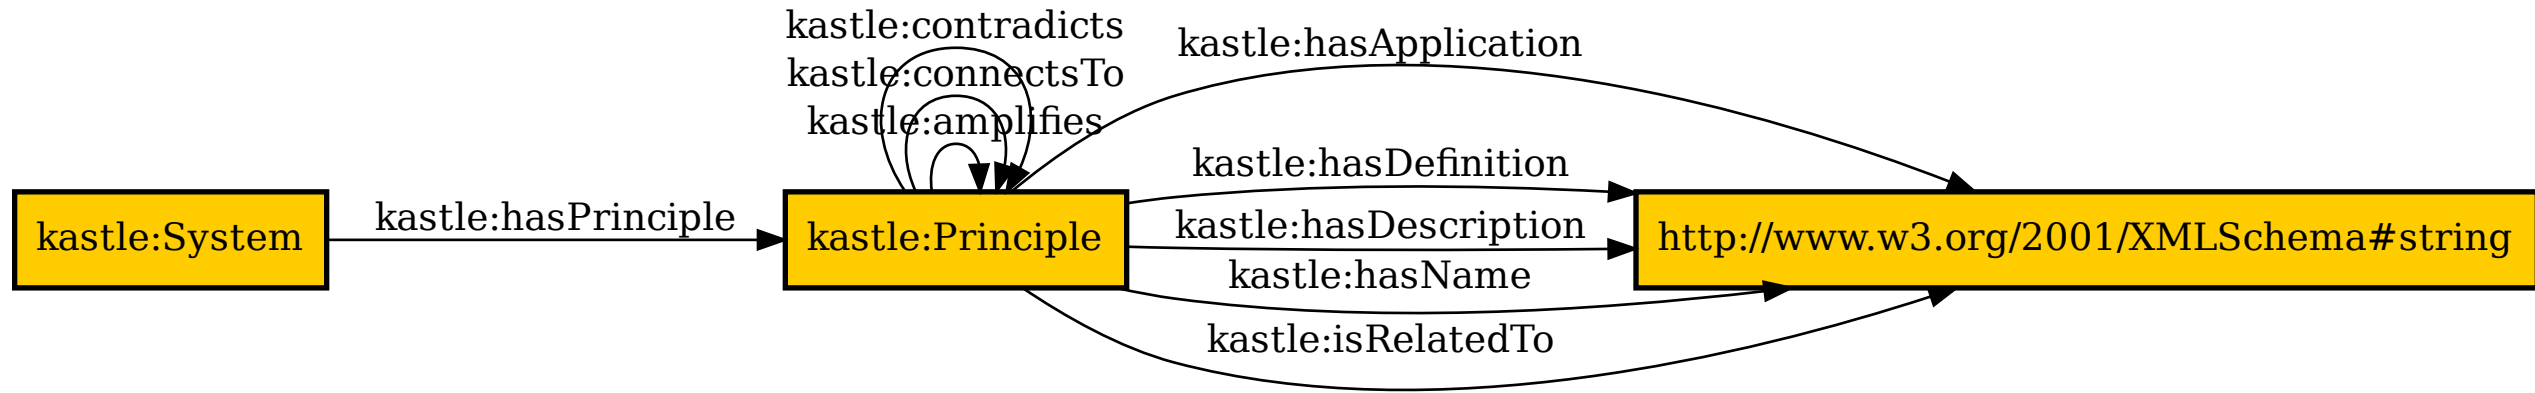 kastle:contradicts
kastle:hasApplication
kastle:connectsTo
kastle:amplifies
kastle:hasDefinition
kastle:System
kastle:hasPrinciple
kastle:Principle
kastle:hasDescription
http://www.w3.org/2001/XMLSchema#string
kastle:hasName
kastle:isRelatedTo